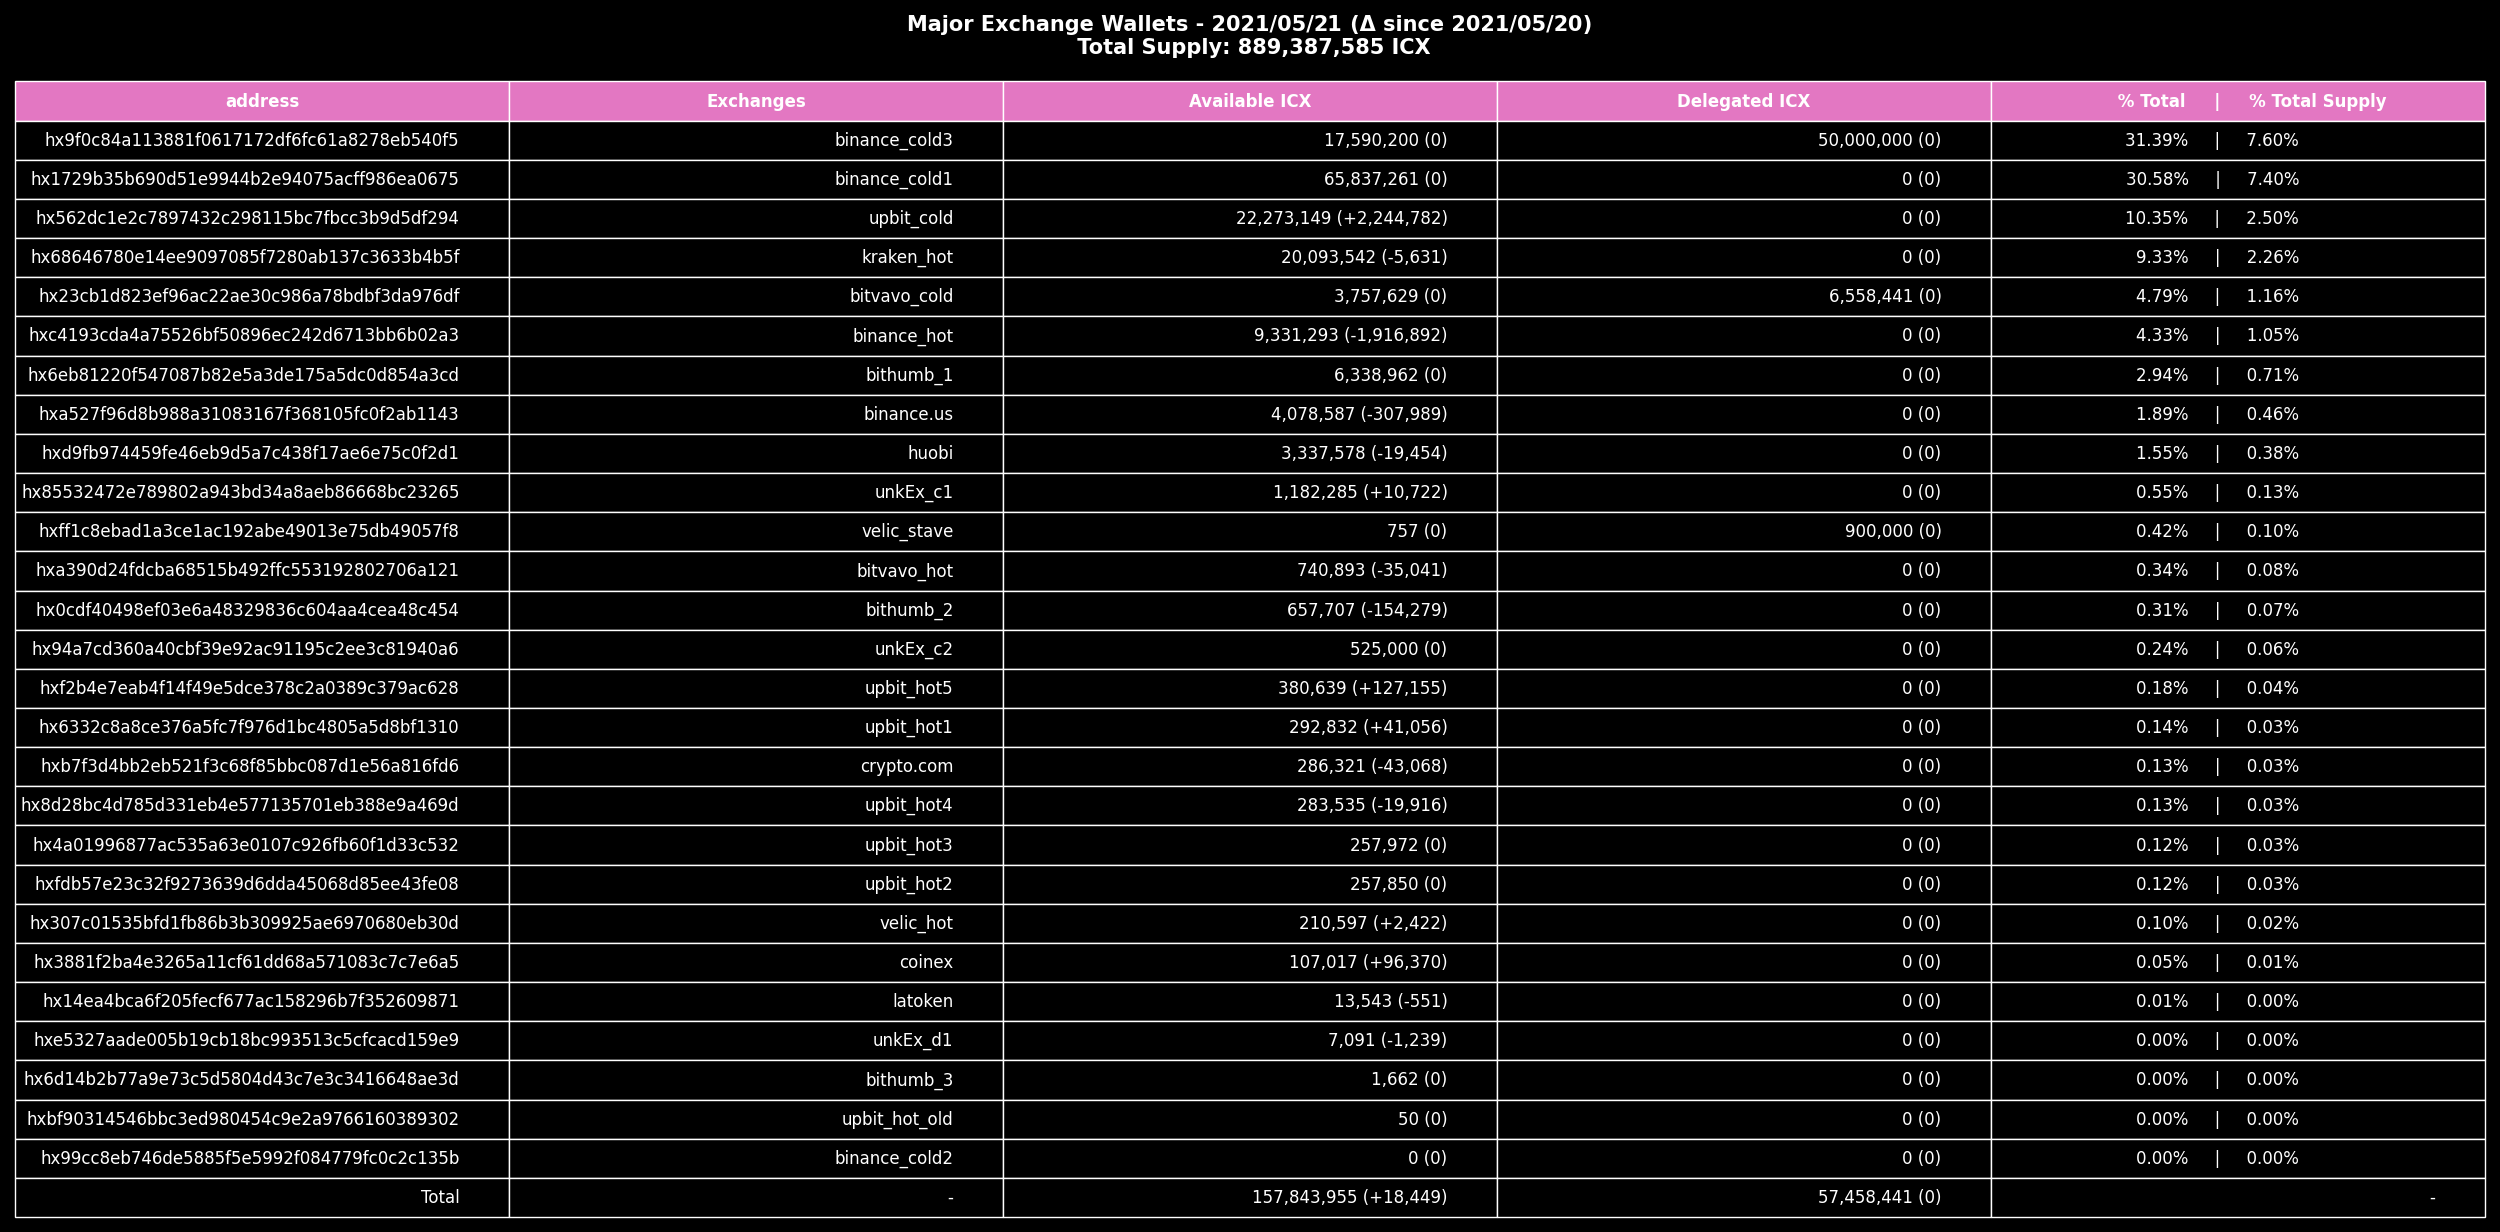 Major Exchange Wallets - 2021/05/21 (Δ since 2021/05/20)
Total Supply: 889,387,585 ICX
address Exchanges Available ICX Delegated ICX % Total | % Total Supply
hx9f0c84a113881f0617172df6fc61a8278eb540f5 binance_cold3 17,590,200 (0) 50,000,000 (0) 31.39% | 7.60%
hx1729b35b690d51e9944b2e94075acff986ea0675 binance_cold1 65,837,261 (0) 0 (0) 30.58% | 7.40%
hx562dc1e2c7897432c298115bc7fbcc3b9d5df294 upbit_cold 22,273,149 (+2,244,782) 0 (0) 10.35% | 2.50%
hx68646780e14ee9097085f7280ab137c3633b4b5f kraken_hot 20,093,542 (-5,631) 0 (0) 9.33% | 2.26%
hx23cb1d823ef96ac22ae30c986a78bdbf3da976df bitvavo_cold 3,757,629 (0) 6,558,441 (0) 4.79% | 1.16%
hxc4193cda4a75526bf50896ec242d6713bb6b02a3 binance_hot 9,331,293 (-1,916,892) 0 (0) 4.33% | 1.05%
hx6eb81220f547087b82e5a3de175a5dc0d854a3cd bithumb_1 6,338,962 (0) 0 (0) 2.94% | 0.71%
hxa527f96d8b988a31083167f368105fc0f2ab1143 binance.us 4,078,587 (-307,989) 0 (0) 1.89% | 0.46%
hxd9fb974459fe46eb9d5a7c438f17ae6e75c0f2d1 huobi 3,337,578 (-19,454) 0 (0) 1.55% | 0.38%
hx85532472e789802a943bd34a8aeb86668bc23265 unkEx_c1 1,182,285 (+10,722) 0 (0) 0.55% | 0.13%
hxff1c8ebad1a3ce1ac192abe49013e75db49057f8 velic_stave 757 (0) 900,000 (0) 0.42% | 0.10%
hxa390d24fdcba68515b492ffc553192802706a121 bitvavo_hot 740,893 (-35,041) 0 (0) 0.34% | 0.08%
hx0cdf40498ef03e6a48329836c604aa4cea48c454 bithumb_2 657,707 (-154,279) 0 (0) 0.31% | 0.07%
hx94a7cd360a40cbf39e92ac91195c2ee3c81940a6 unkEx_c2 525,000 (0) 0 (0) 0.24% | 0.06%
hxf2b4e7eab4f14f49e5dce378c2a0389c379ac628 upbit_hot5 380,639 (+127,155) 0 (0) 0.18% | 0.04%
hx6332c8a8ce376a5fc7f976d1bc4805a5d8bf1310 upbit_hot1 292,832 (+41,056) 0 (0) 0.14% | 0.03%
hxb7f3d4bb2eb521f3c68f85bbc087d1e56a816fd6 crypto.com 286,321 (-43,068) 0 (0) 0.13% | 0.03%
hx8d28bc4d785d331eb4e577135701eb388e9a469d upbit_hot4 283,535 (-19,916) 0 (0) 0.13% | 0.03%
hx4a01996877ac535a63e0107c926fb60f1d33c532 upbit_hot3 257,972 (0) 0 (0) 0.12% | 0.03%
hxfdb57e23c32f9273639d6dda45068d85ee43fe08 upbit_hot2 257,850 (0) 0 (0) 0.12% | 0.03%
hx307c01535bfd1fb86b3b309925ae6970680eb30d velic_hot 210,597 (+2,422) 0 (0) 0.10% | 0.02%
hx3881f2ba4e3265a11cf61dd68a571083c7c7e6a5 coinex 107,017 (+96,370) 0 (0) 0.05% | 0.01%
hx14ea4bca6f205fecf677ac158296b7f352609871 latoken 13,543 (-551) 0 (0) 0.01% | 0.00%
hxe5327aade005b19cb18bc993513c5cfcacd159e9 unkEx_d1 7,091 (-1,239) 0 (0) 0.00% | 0.00%
hx6d14b2b77a9e73c5d5804d43c7e3c3416648ae3d bithumb_3 1,662 (0) 0 (0) 0.00% | 0.00%
hxbf90314546bbc3ed980454c9e2a9766160389302 upbit_hot_old 50 (0) 0 (0) 0.00% | 0.00%
hx99cc8eb746de5885f5e5992f084779fc0c2c135b binance_cold2 0 (0) 0 (0) 0.00% | 0.00%
Total - 157,843,955 (+18,449) 57,458,441 (0) -